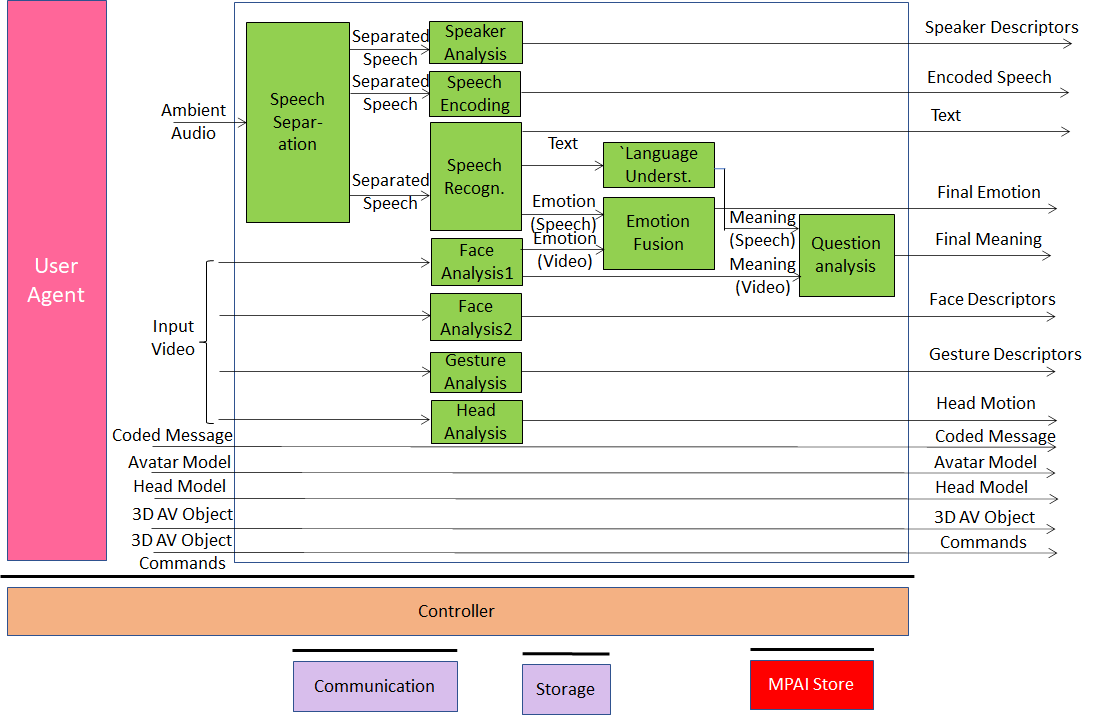 Speaker Descriptors
Separated
Speech
Speaker
Analysis
Encoded Speech
Separated
Speech
Speech
Encoding
Speech
Separ-
ation
Ambient
Audio
Text
Text
`Language
Underst.
Speech
Recogn.
Separated
Speech
Final Emotion
Emotion
(Speech)
Emotion
Fusion
Meaning
(Speech)
Emotion
(Video)
Final Meaning
Question
analysis
Face
Analysis1
Meaning
(Video)
User
Agent
Face Descriptors
Face
Analysis2
Input
Video
Gesture Descriptors
Gesture
Analysis
Head Motion
Head
Analysis
Coded Message
Coded Message
Avatar Model
Avatar Model
Head Model
Head Model
3D AV Object
3D AV Object
3D AV Object
Commands
Commands
Controller
Communication
Storage
MPAI Store